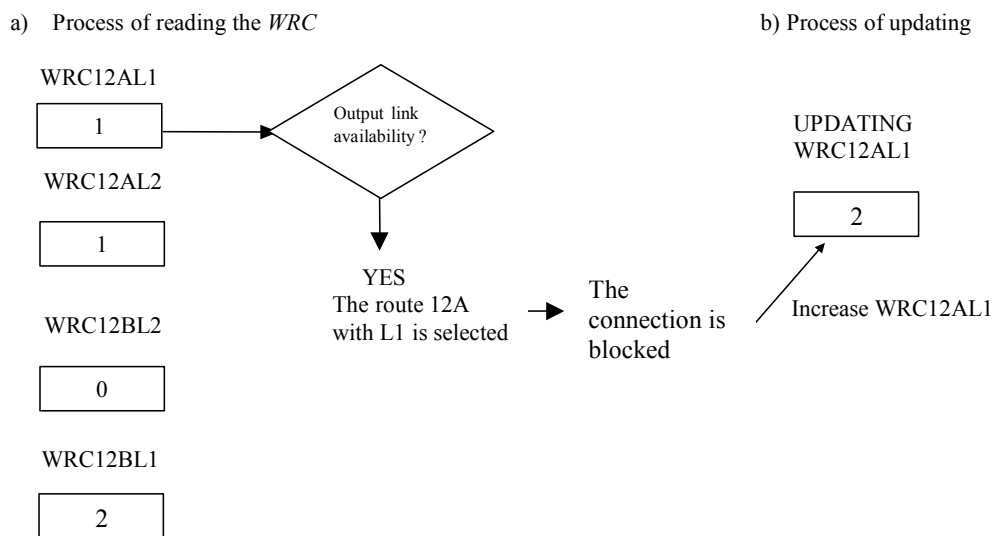 a) Process of reading the WRC
b) Process of updating
WRC12AL1
1
Output link
availability ?
WRC12AL2
1
YES
The route 12A
with L1 is selected
The
connection is
blocked
UPDATING
WRC12AL1
2
Increase WRC12AL1
WRC12BL2
0
WRC12BL1
2